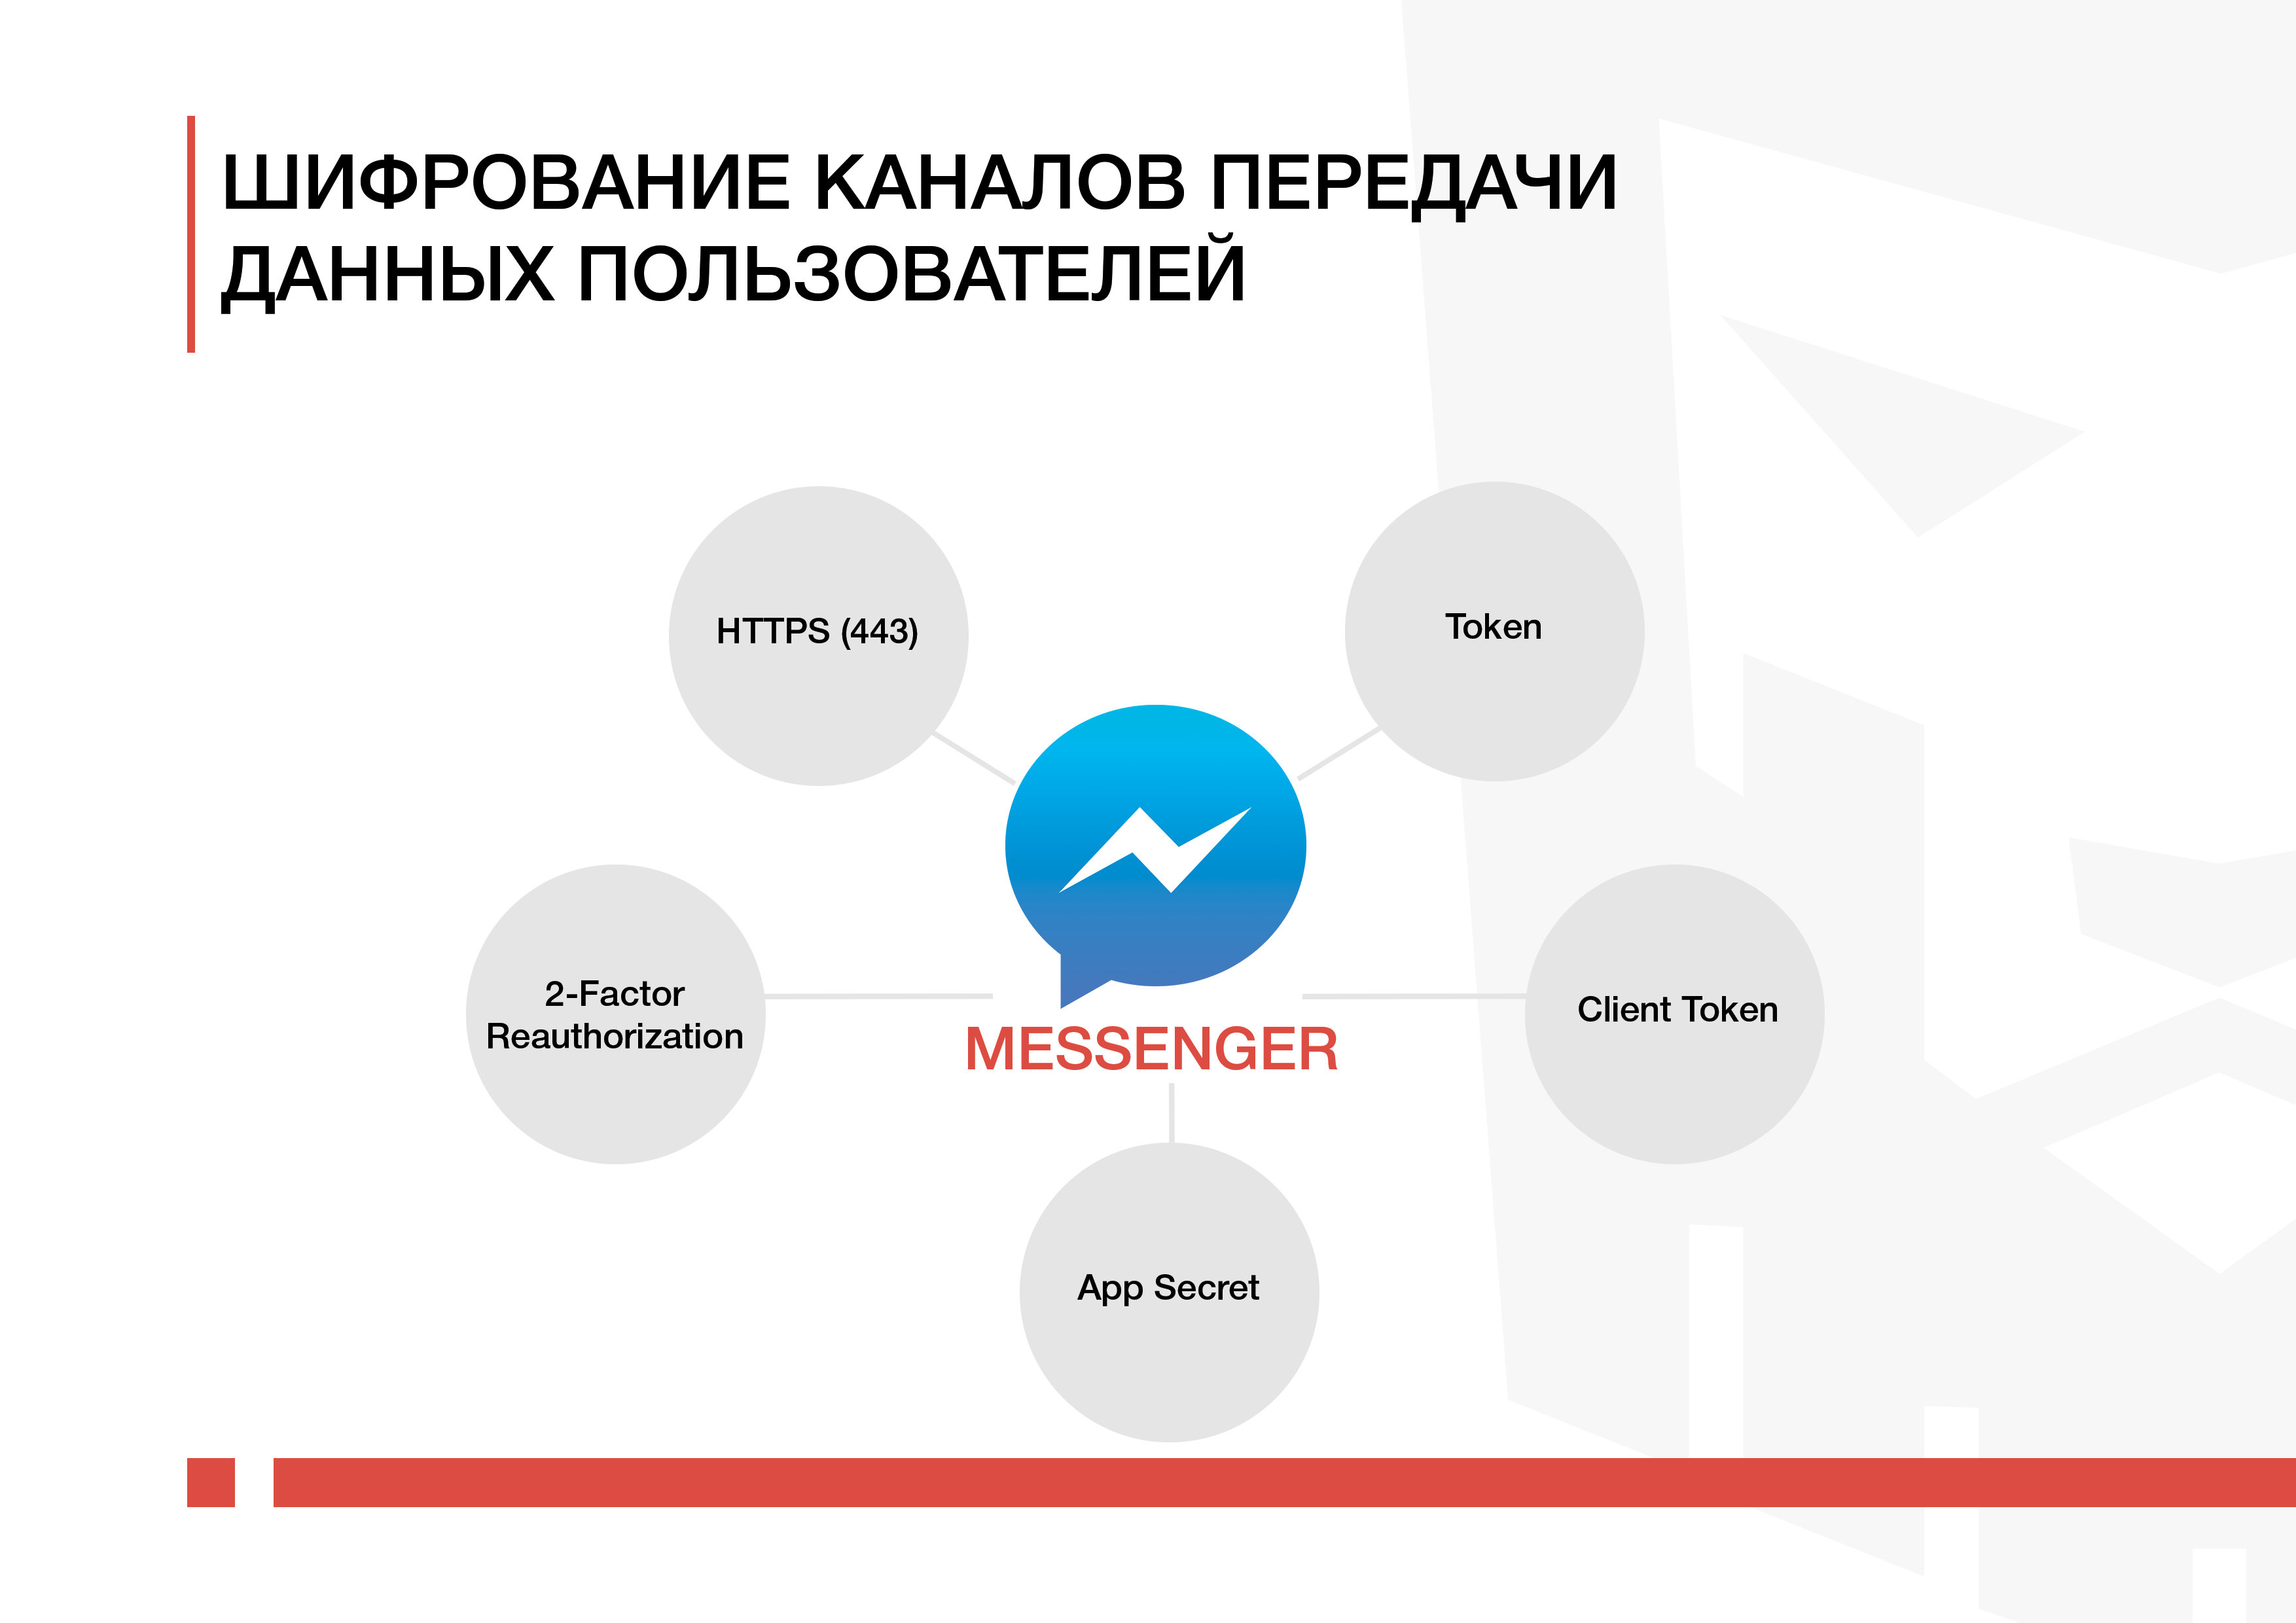 ШИФРОВАНИЕ КАНАЛОВ ПЕРЕДАЧИ
ДАННЫХ ПОЛЬЗОВАТЕЛЕЙ
HTTPS (443)
Token
2-Factor
Reauthorization
Client Token
MESSENGER
App Secret